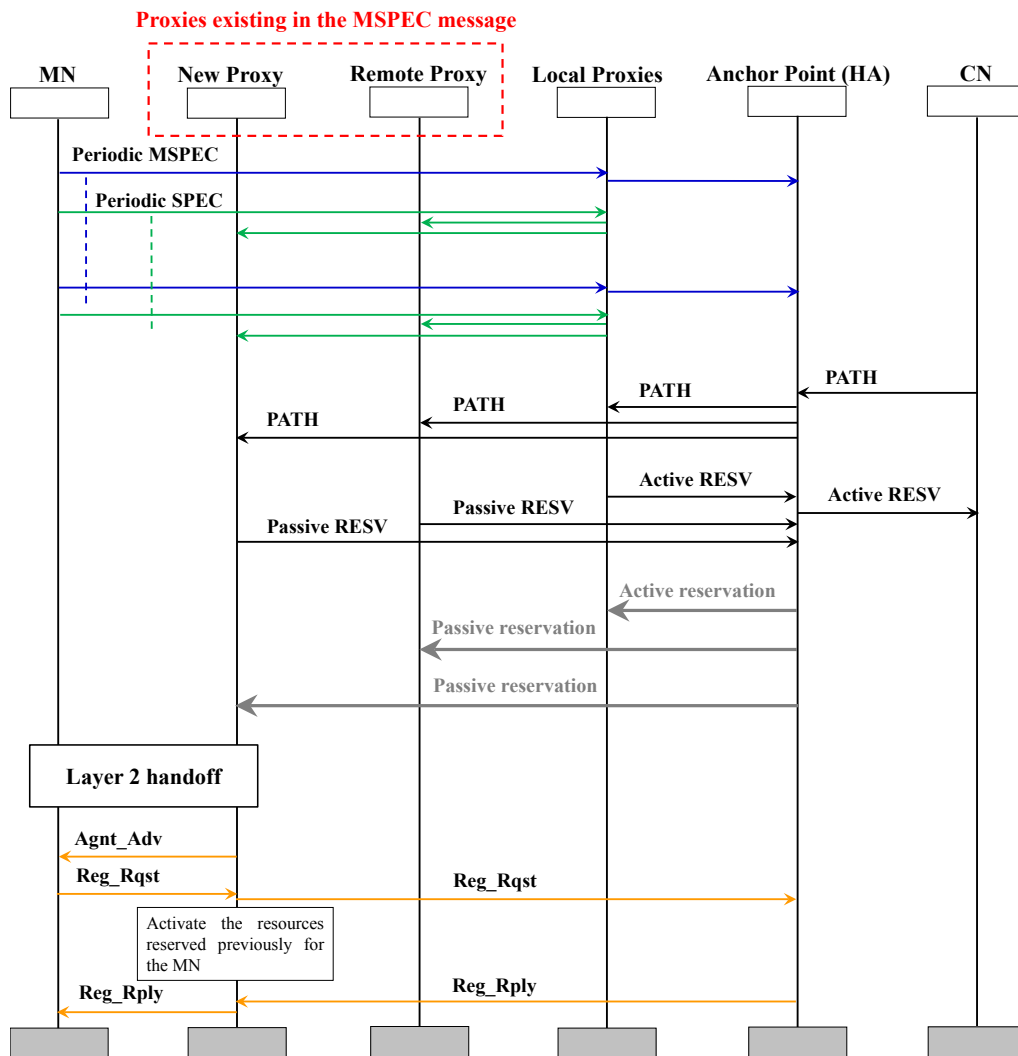 Proxies existing in the MSPEC message
MN
New Proxy
Remote Proxy
Local Proxies
Anchor Point (HA)
CN
Periodic MSPEC
Periodic SPEC
PATH
PATH
PATH
PATH
Active RESV
Active RESV
Passive RESV
Passive RESV
Active reservation
Passive reservation
Passive reservation
Layer 2 handoff
Agnt_Adv
Reg_Rqst
Reg_Rqst
Activate the resources
reserved previously for
the MN
Reg_Rply
Reg_Rply